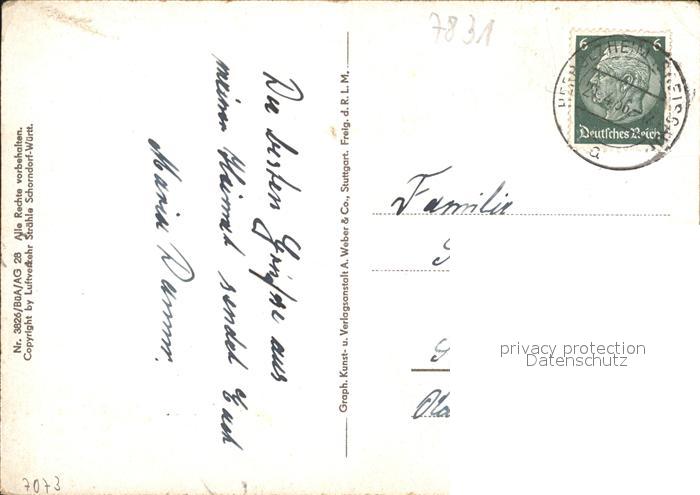 7831
6 6
Deutsches Reich
a
Die besten Grüsse aus
meiner Heimat sendet Euch
Maria
Nr. 3826/BöA/AG 28 Alle Rechte vorbehalten.
Copyright by Luftverkehr Strähle Schorndorf-Württ.
Graph. Kunst- u. Verlagsanstalt A. Weber & Co., Stuttgart. Freig. d. R. L. M.
Familie
privacy protection
Datenschutz
7073